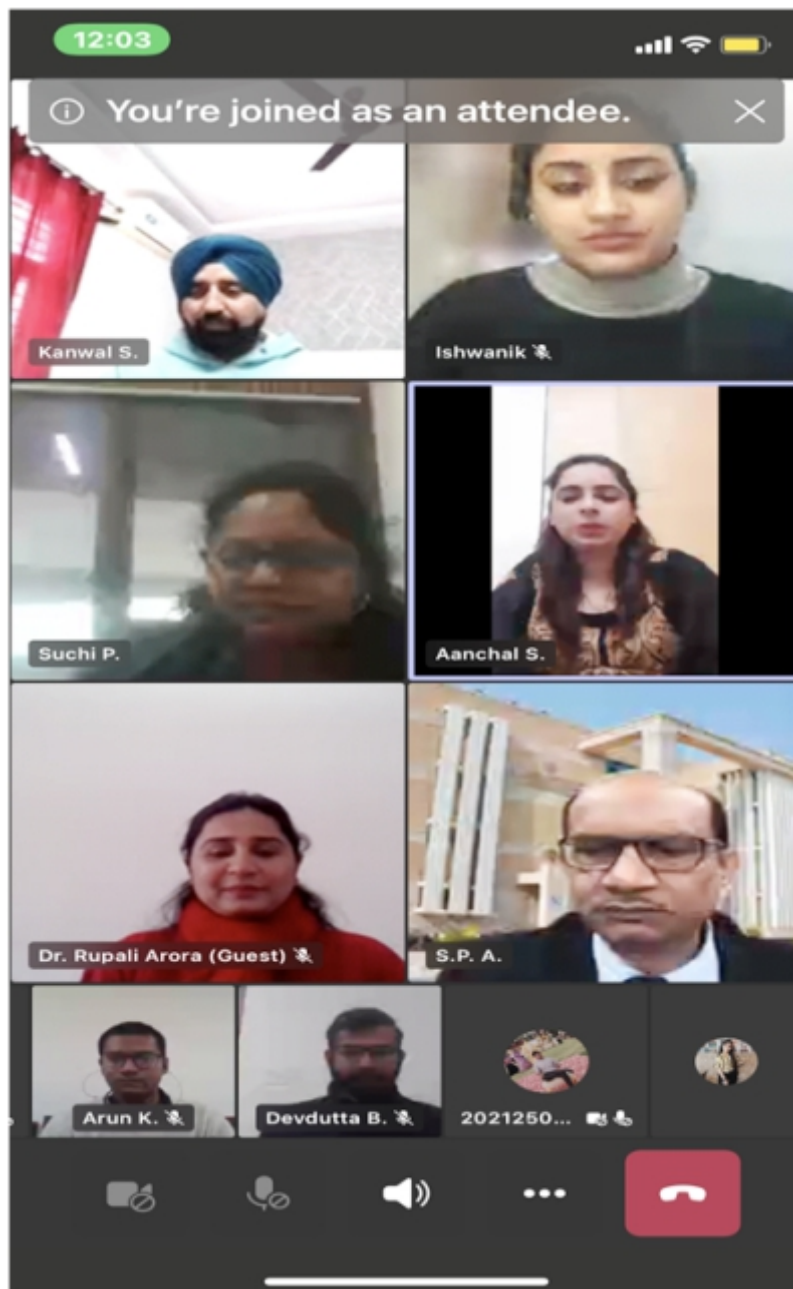 12:03
You're joined as an attendee.
Kanwal S.
Ishwanik
Suchi P.
Aanchal S.
Dr. Rupali Arora (Guest)
S.P. A.
Arun K.
Devdutta B.
2021250...